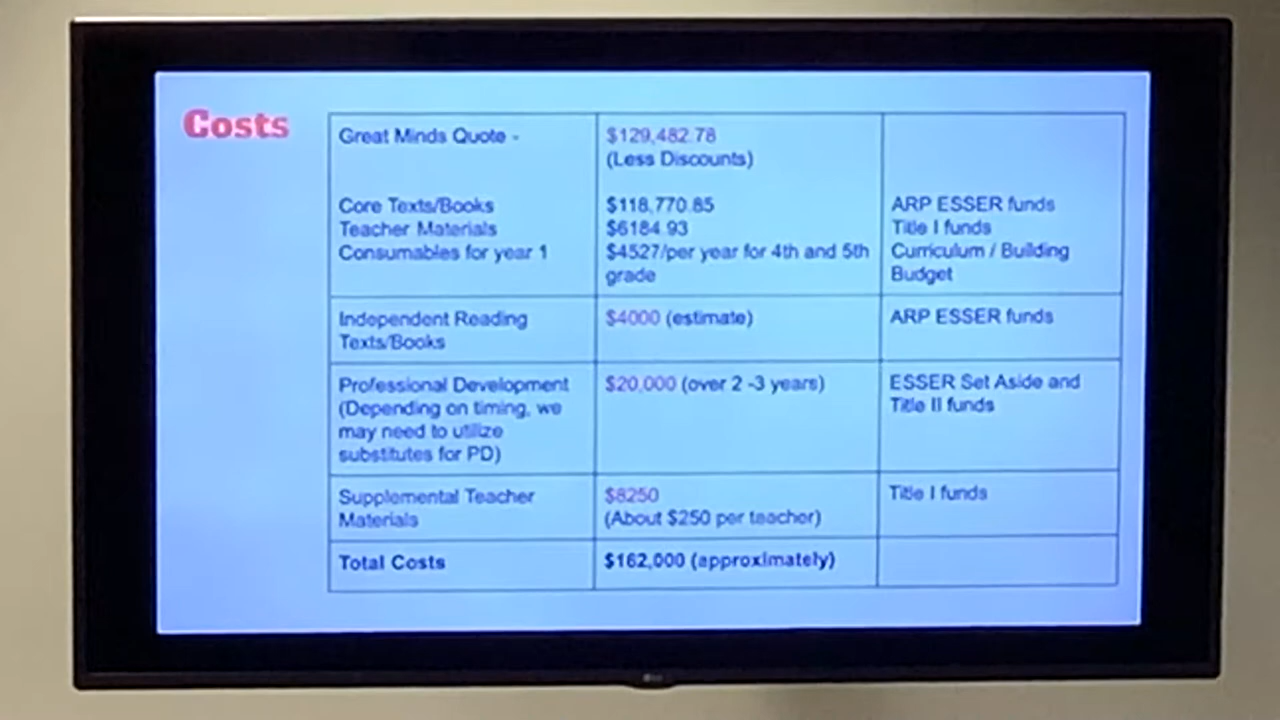 Costs
Great Minds Quote -
$129,482.78
(Less Discounts)
Core Texts/Books
$118,770.85
ARP ESSER funds
Teacher Materials
$6184.93
Title I funds
Consumables for year 1
$4527/per year for 4th and 5th
grade
Curriculum / Building
Budget
Independent Reading
Texts/Books
$4000 (estimate)
ARP ESSER funds
Professional Development
(Depending on timing, we
may need to utilize
substitutes for PD)
$20,000 (over 2 -3 years)
ESSER Set Aside and
Title II funds
Supplemental Teacher
Materials
$8250
(About $250 per teacher)
Title I funds
Total Costs
$162,000 (approximately)